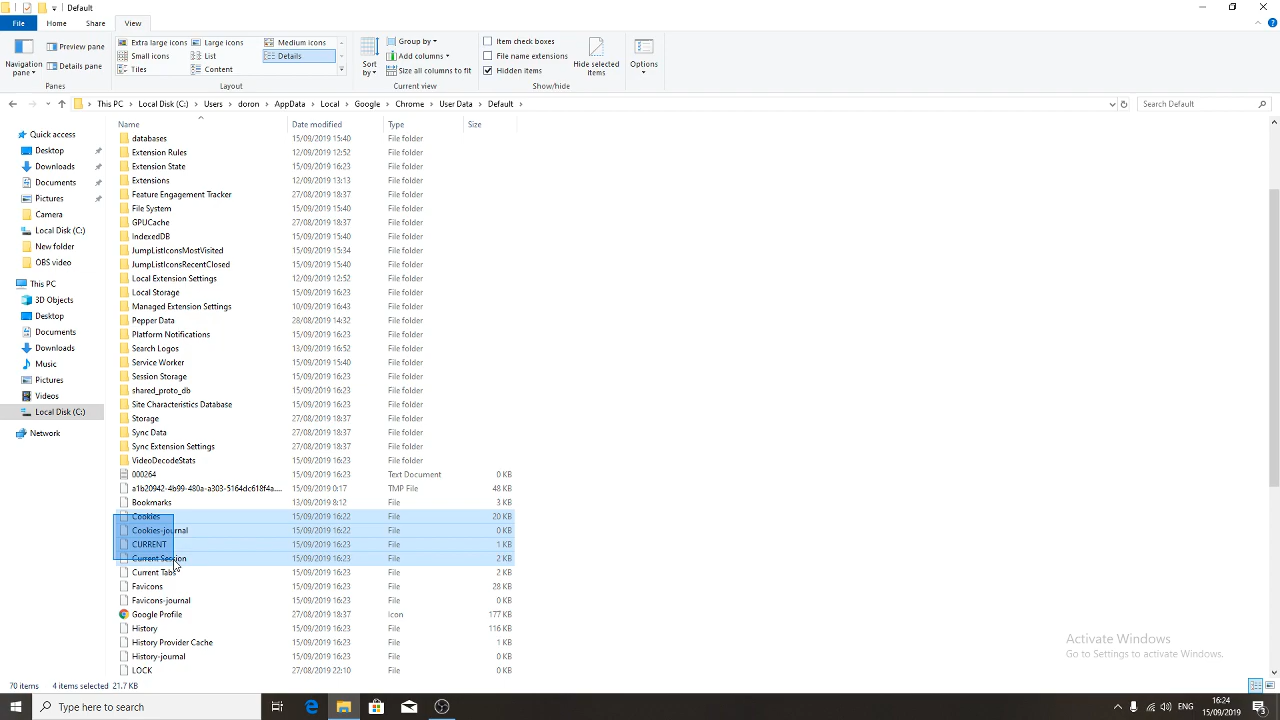 Default
File
Home
Share
View
Navigation pane
Preview pane
Details pane
Panes
Extra large icons
Large icons
Medium icons
Small icons
List
Details
Tiles
Content
Layout
Sort by
Group by
Add columns
Size all columns to fit
Current view
Item check boxes
File name extensions
Hidden items
Hide selected items
Show/hide
Options
This PC > Local Disk (C:) > Users > doron > AppData > Local > Google > Chrome > User Data > Default >
Search Default
Quick access
Desktop
Downloads
Documents
Pictures
Camera
Local Disk (C:)
New folder
OBS video
This PC
3D Objects
Desktop
Documents
Downloads
Music
Pictures
Videos
Local Disk (C:)
Network
Name Date modified Type Size
databases 15/09/2019 15:40 File folder
Extension Rules 12/09/2019 12:52 File folder
Extension State 15/09/2019 16:23 File folder
Extensions 12/09/2019 13:13 File folder
Feature Engagement Tracker 27/08/2019 18:37 File folder
File System 15/09/2019 15:40 File folder
GPUCache 27/08/2019 18:37 File folder
IndexedDB 15/09/2019 15:40 File folder
JumpListIconsMostVisited 15/09/2019 15:34 File folder
JumpListIconsRecentClosed 15/09/2019 15:40 File folder
Local Extension Settings 12/09/2019 12:52 File folder
Local Storage 15/09/2019 16:23 File folder
Managed Extension Settings 10/09/2019 16:43 File folder
Pepper Data 28/08/2019 14:32 File folder
Platform Notifications 15/09/2019 16:23 File folder
Search Logos 13/09/2019 16:52 File folder
Service Worker 15/09/2019 15:40 File folder
Session Storage 15/09/2019 16:23 File folder
shared_proto_db 15/09/2019 16:23 File folder
Site Characteristics Database 15/09/2019 16:23 File folder
Storage 27/08/2019 18:37 File folder
Sync Data 27/08/2019 18:37 File folder
Sync Extension Settings 27/08/2019 18:37 File folder
VideoDecodeStats 15/09/2019 16:23 File folder
000264 15/09/2019 16:23 Text Document 0 KB
a1b20942-4b99-480a-a303-5164dc618f4a.... 15/09/2019 0:17 TMP File 48 KB
Bookmarks 13/09/2019 8:12 File 3 KB
Cookies 15/09/2019 16:22 File 20 KB
Cookies-journal 15/09/2019 16:22 File 0 KB
CURRENT 15/09/2019 16:23 File 1 KB
Current Session 15/09/2019 16:23 File 2 KB
Current Tabs 15/09/2019 16:23 File 2 KB
Favicons 15/09/2019 16:23 File 28 KB
Favicons-journal 15/09/2019 16:23 File 0 KB
Google Profile 27/08/2019 18:37 Icon 177 KB
History 15/09/2019 16:23 File 116 KB
History Provider Cache 15/09/2019 16:23 File 1 KB
History-journal 15/09/2019 16:23 File 0 KB
LOCK 27/08/2019 22:10 File 0 KB
Activate Windows
Go to Settings to activate Windows.
70 items 4 items selected 21.7 KB
Type here to search
ENG
16:24
15/09/2019